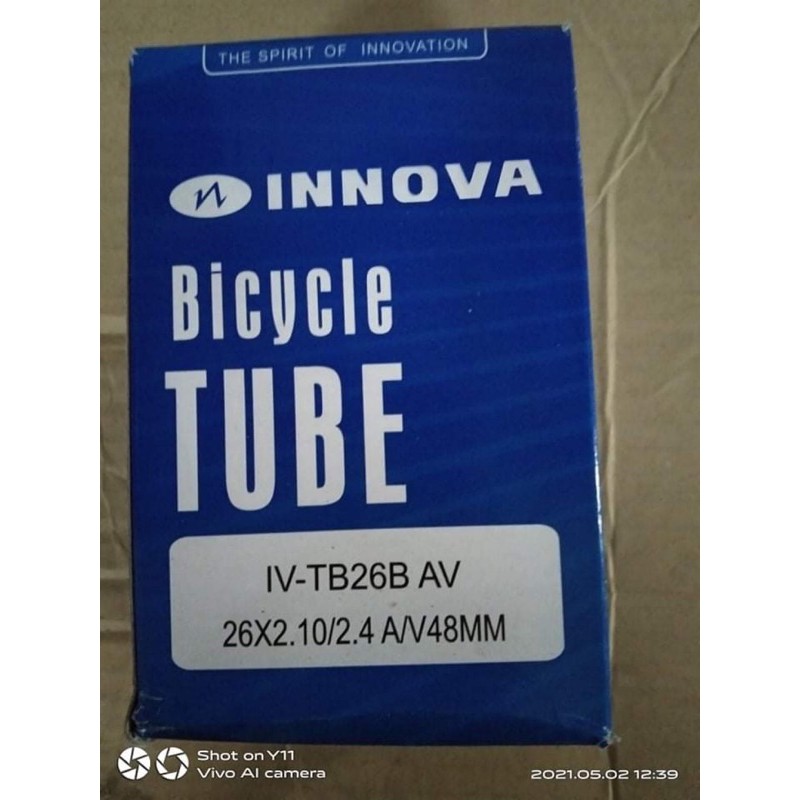 THE SPIRIT OF INNOVATION
INNOVA
Bicycle
TUBE
IV-TB26B AV
26X2.10/2.4 A/V48MM
Shot on Y11
Vivo AI camera
2021.05.02 12:39